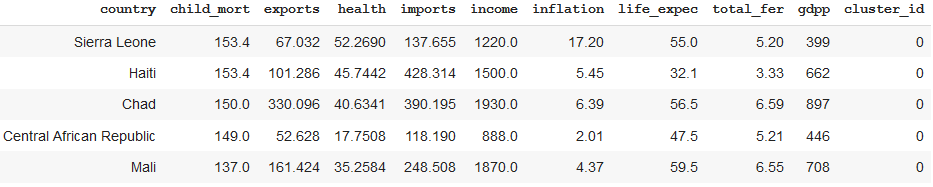 country child_mort exports health imports income inflation life_expec total_fer gdpp cluster_id
Sierra Leone 153.4 67.032 52.2690 137.655 1220.0 17.20 55.0 5.20 399 0
Haiti 153.4 101.286 45.7442 428.314 1500.0 5.45 32.1 3.33 662 0
Chad 150.0 330.096 40.6341 390.195 1930.0 6.39 56.5 6.59 897 0
Central African Republic 149.0 52.628 17.7508 118.190 888.0 2.01 47.5 5.21 446 0
Mali 137.0 161.424 35.2584 248.508 1870.0 4.37 59.5 6.55 708 0